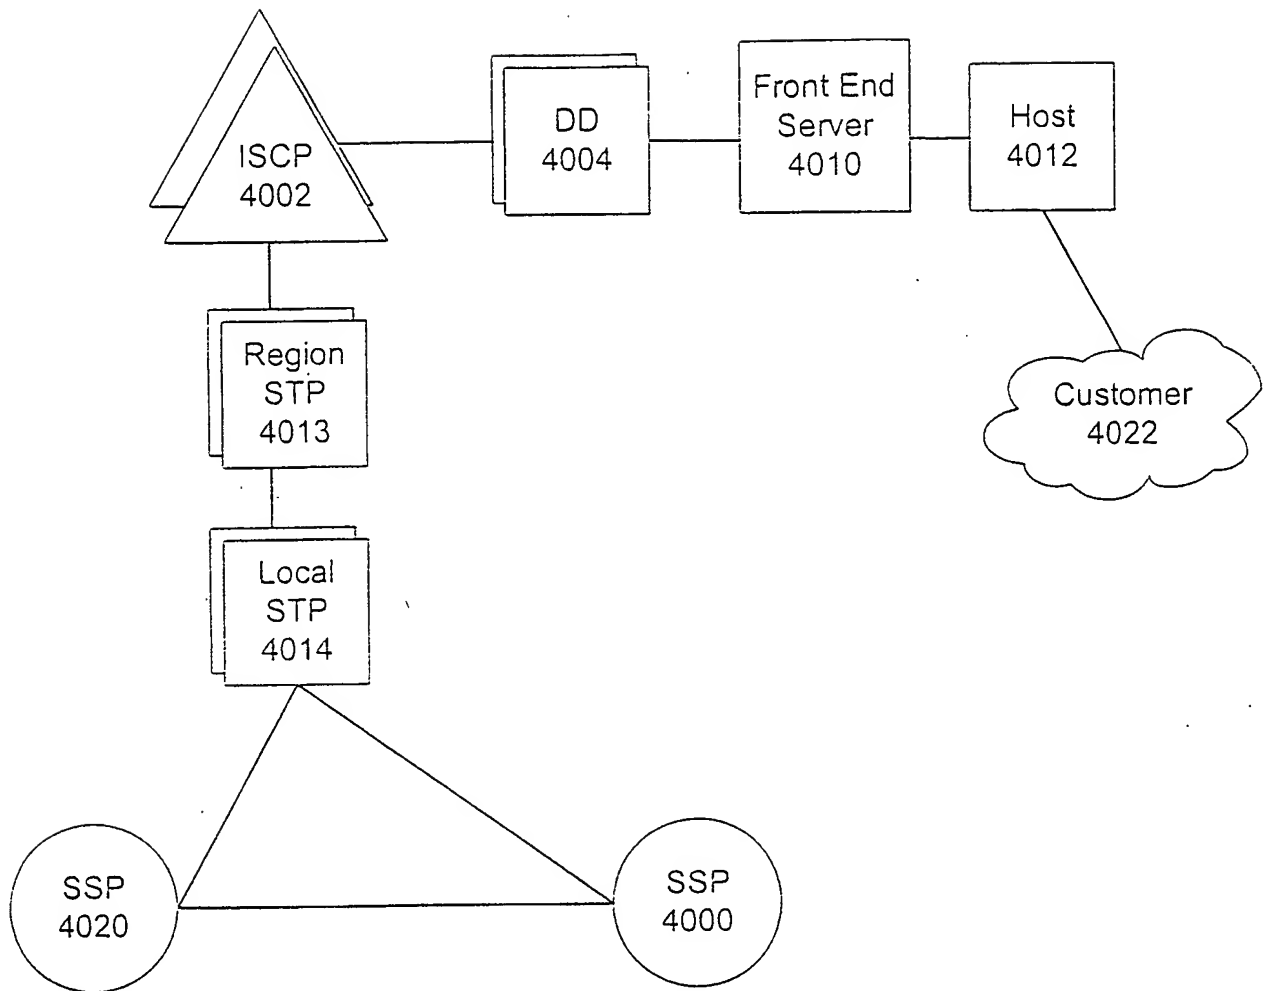 ISCP
4002
DD
4004
Front End
Server
4010
Host
4012
Region
STP
4013
Customer
4022
Local
STP
4014
SSP
4020
SSP
4000